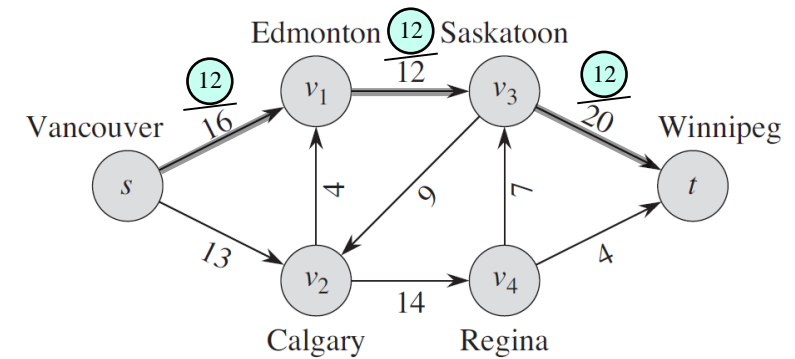 Edmonton 12 Saskatoon
12
12
12
v1
v3
16
20
Vancouver
Winnipeg
s
t
4
9
7
13
4
v2
v4
14
Calgary
Regina